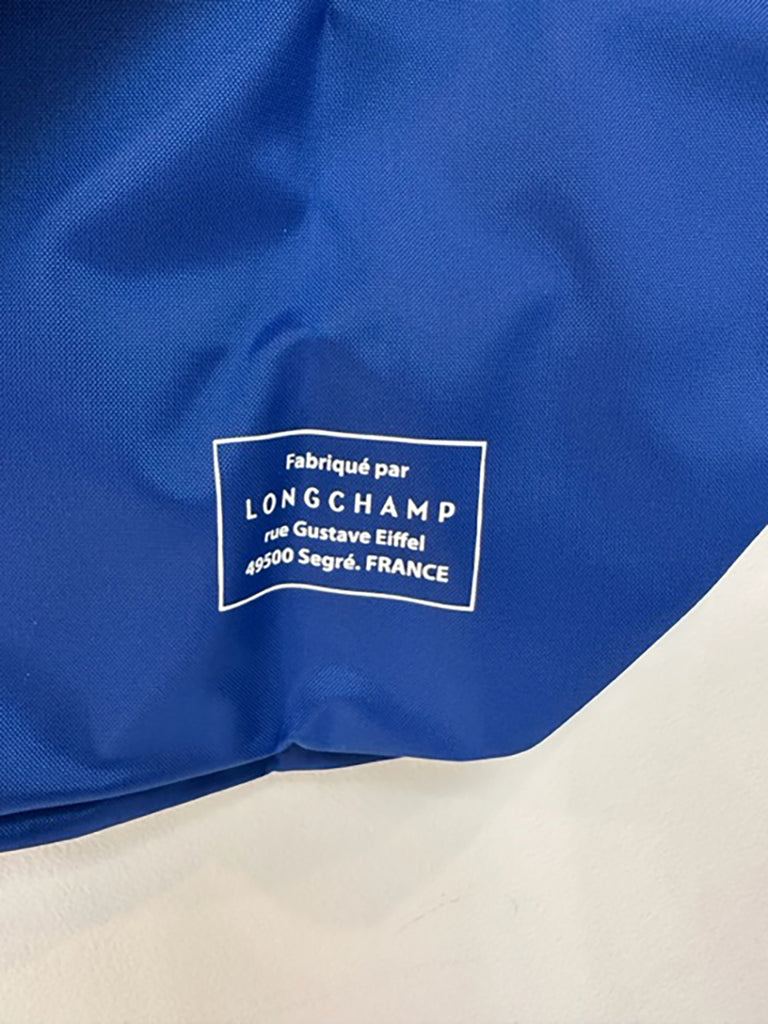 Fabriqué par
LONGCHAMP
rue Gustave Eiffel
49500 Segré. FRANCE